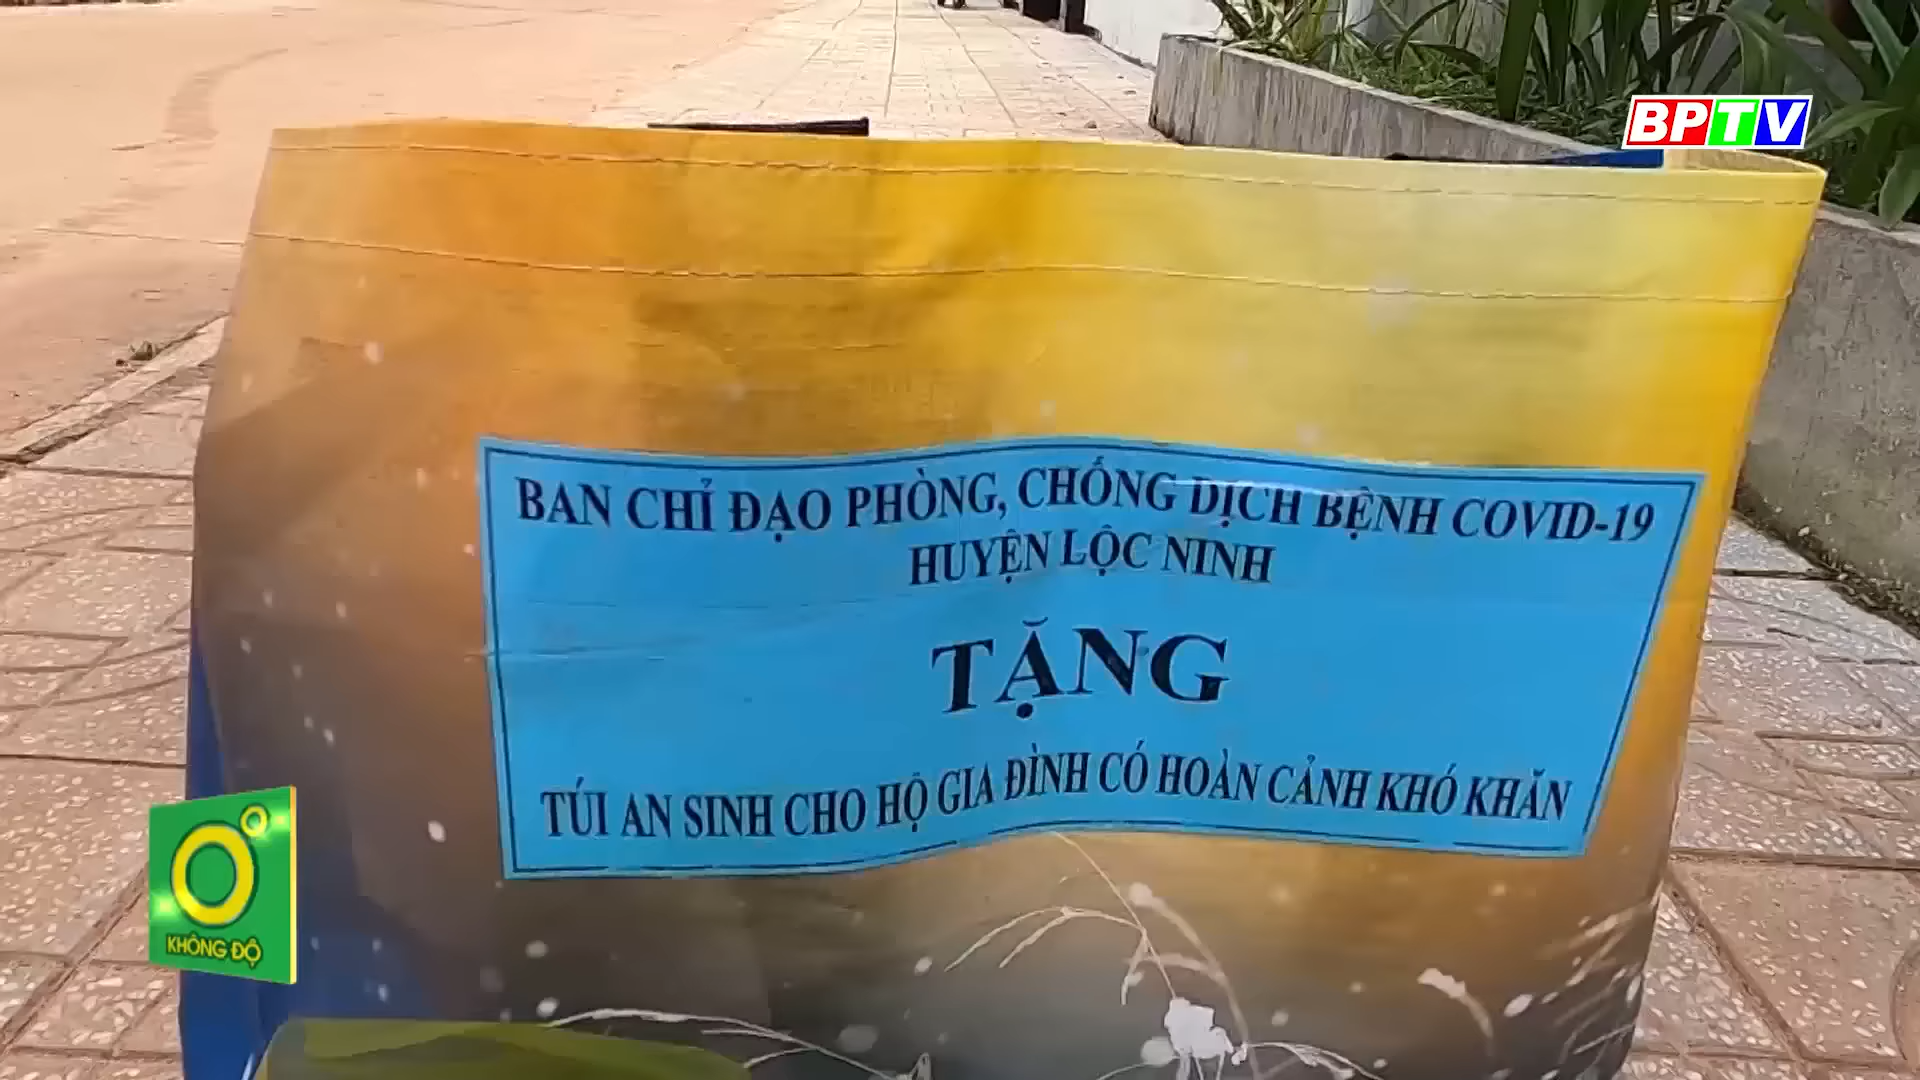 BPTV
BAN CHỈ ĐẠO PHÒNG, CHỐNG DỊCH BỆNH COVID-19
HUYỆN LỘC NINH
TẶNG
TÚI AN SINH CHO HỘ GIA ĐÌNH CÓ HOÀN CẢNH KHÓ KHĂN
0°
KHÔNG ĐỘ